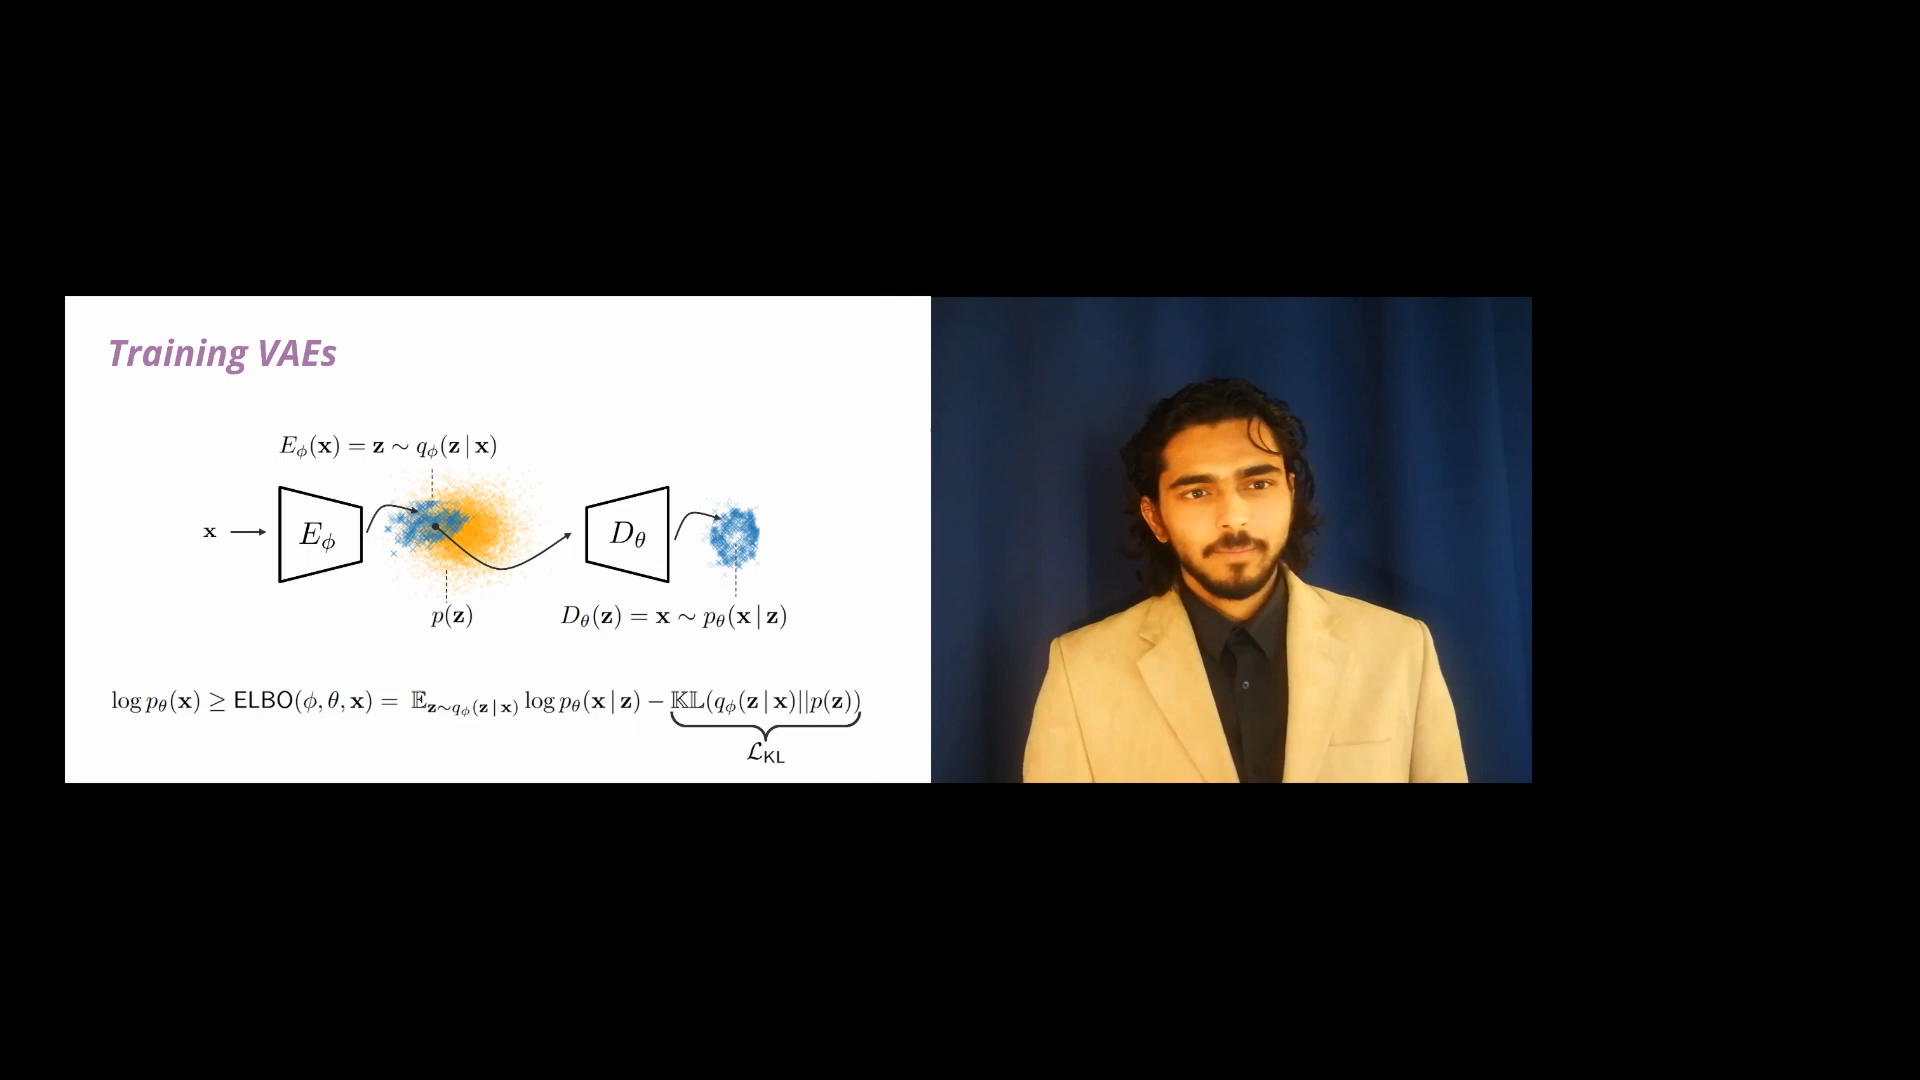 Training VAEs
E_ϕ(x) = z ∼ q_ϕ(z | x)
x
E_ϕ
D_θ
p(z)
D_θ(z) = x ∼ p_θ(x | z)
log p_θ(x) ≥ ELBO(ϕ, θ, x) = 𝔼_{z∼q_ϕ(z | x)} log p_θ(x | z) − 𝕂𝕃(q_ϕ(z | x)||p(z))
ℒ_KL